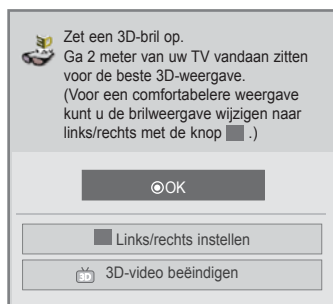 Zet een 3D-bril op.
Ga 2 meter van uw TV vandaan zitten
voor de beste 3D-weergave.
(Voor een comfortabelere weergave
kunt u de brilweergave wijzigen naar
links/rechts met de knop .)
OK
Links/rechts instellen
3D 3D-video beëindigen